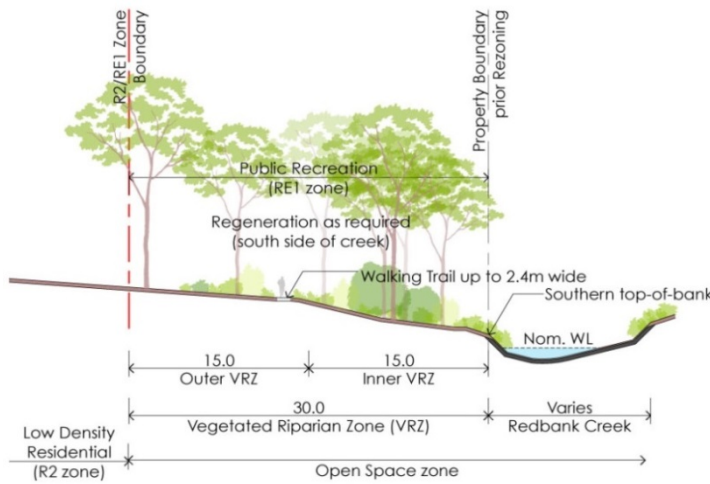 R2/RE1 Zone
Boundary
Property Boundary
prior Rezoning
Public Recreation
(RE1 zone)
Regeneration as required
(south side of creek)
Walking Trail up to 2.4m wide
Southern top-of-bank
Nom. WL
15.0
Outer VRZ
15.0
Inner VRZ
30.0
Vegetated Riparian Zone (VRZ)
Varies
Redbank Creek
Low Density
Residential
(R2 zone)
Open Space zone